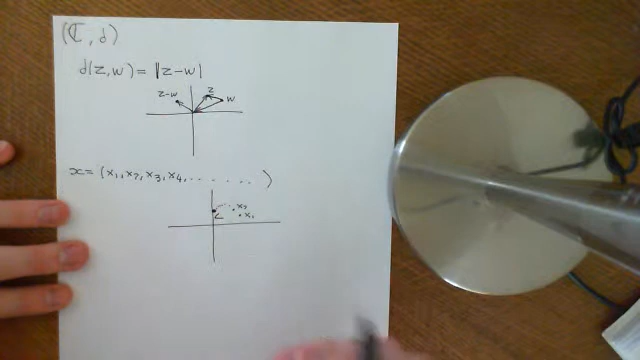 (ℂ, d)
d(z,w) = |z-w|
z-w z w
x = (x₁, x₂, x₃, x₄, . . . . . . . )
L x₂ x₁